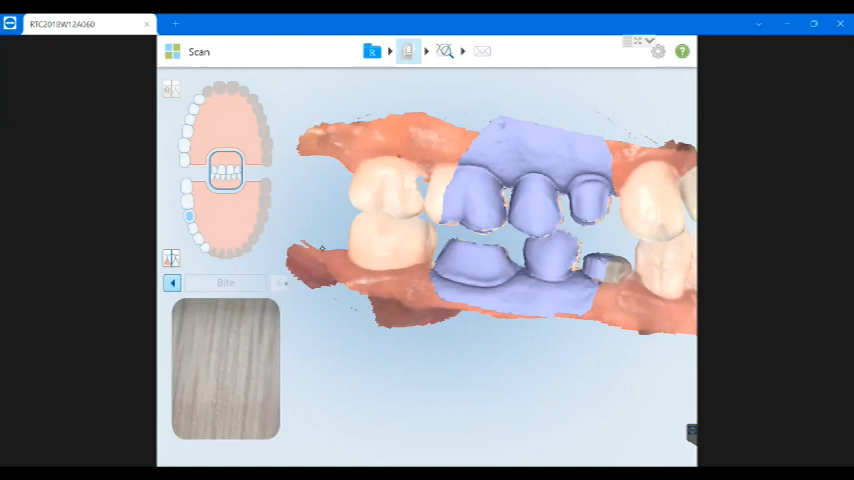 RTC2018W12A060
Scan
R
?
Bite